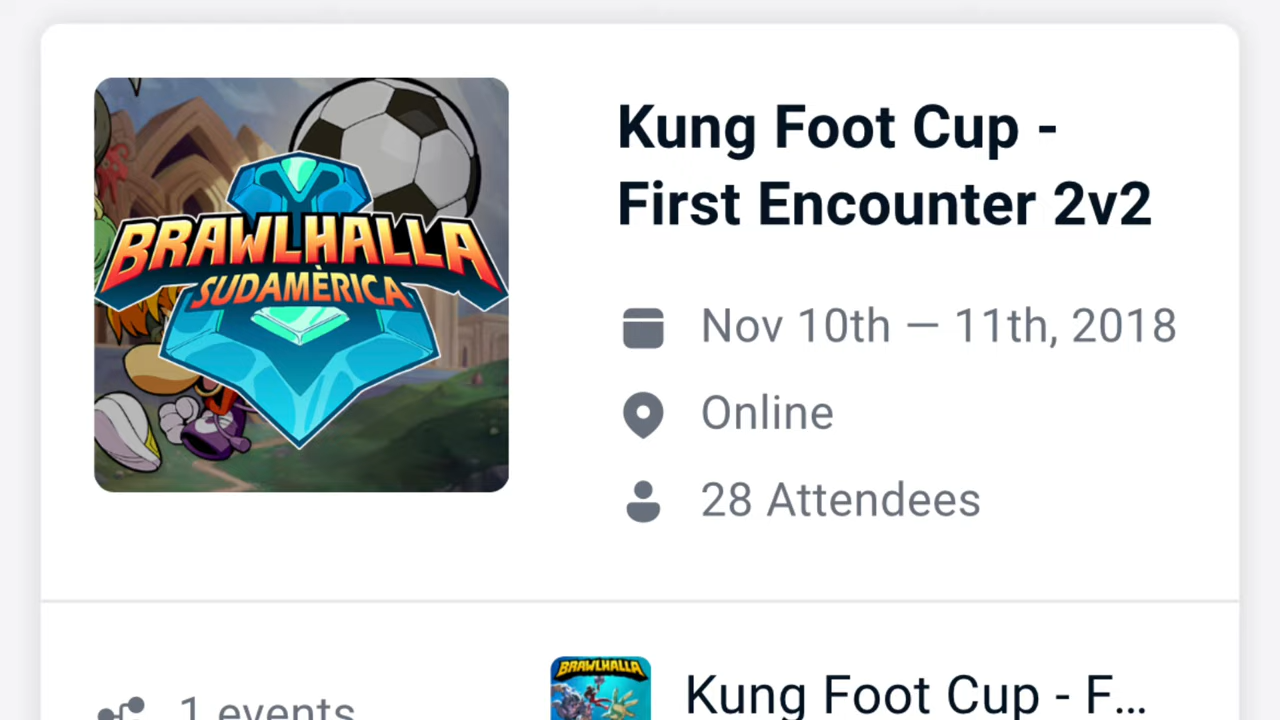 BRAWLHALLA
SUDAMÈRICA
Kung Foot Cup -
First Encounter 2v2
Nov 10th — 11th, 2018
Online
28 Attendees
1 events
BRAWLHALLA
Kung Foot Cup - F...